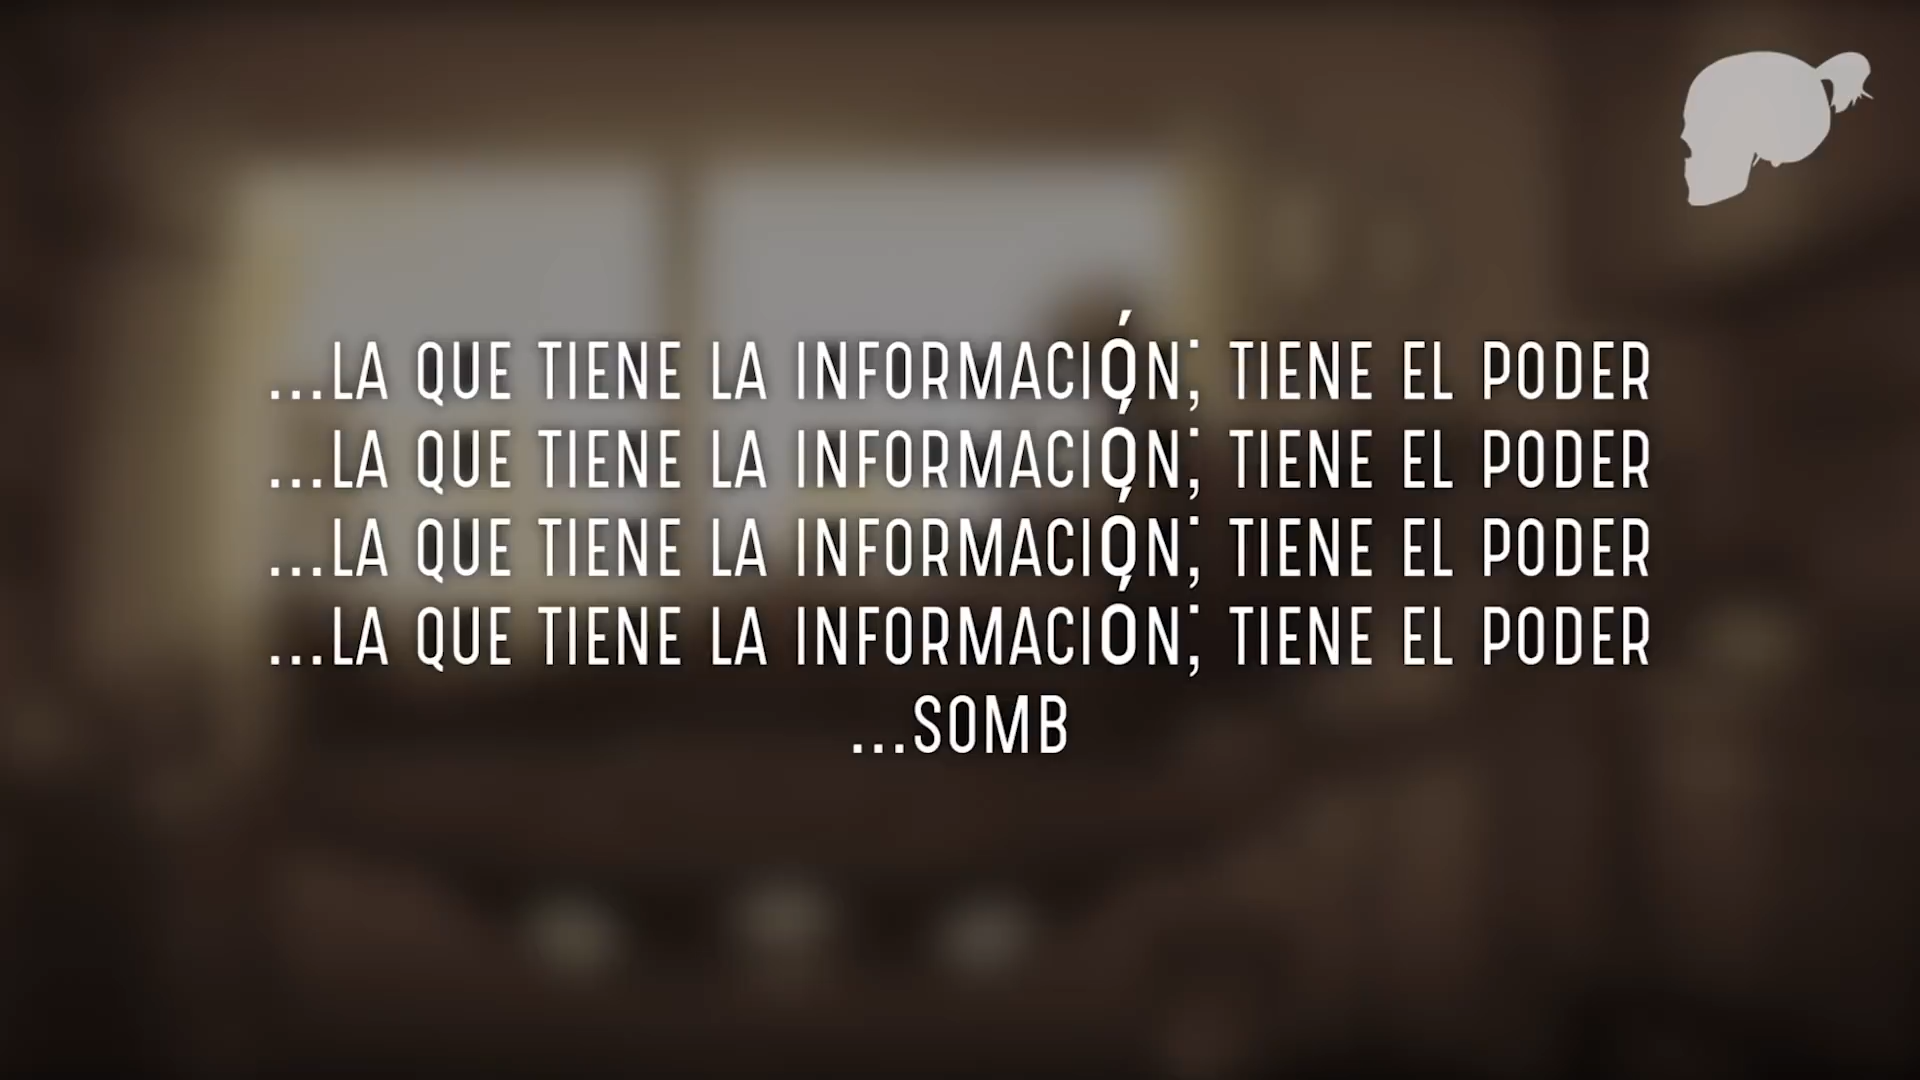 ...LA QUE TIENE LA INFORMACIÓN; TIENE EL PODER
...LA QUE TIENE LA INFORMACIÓN; TIENE EL PODER
...LA QUE TIENE LA INFORMACIÓN; TIENE EL PODER
...LA QUE TIENE LA INFORMACIÓN; TIENE EL PODER
...SOMB